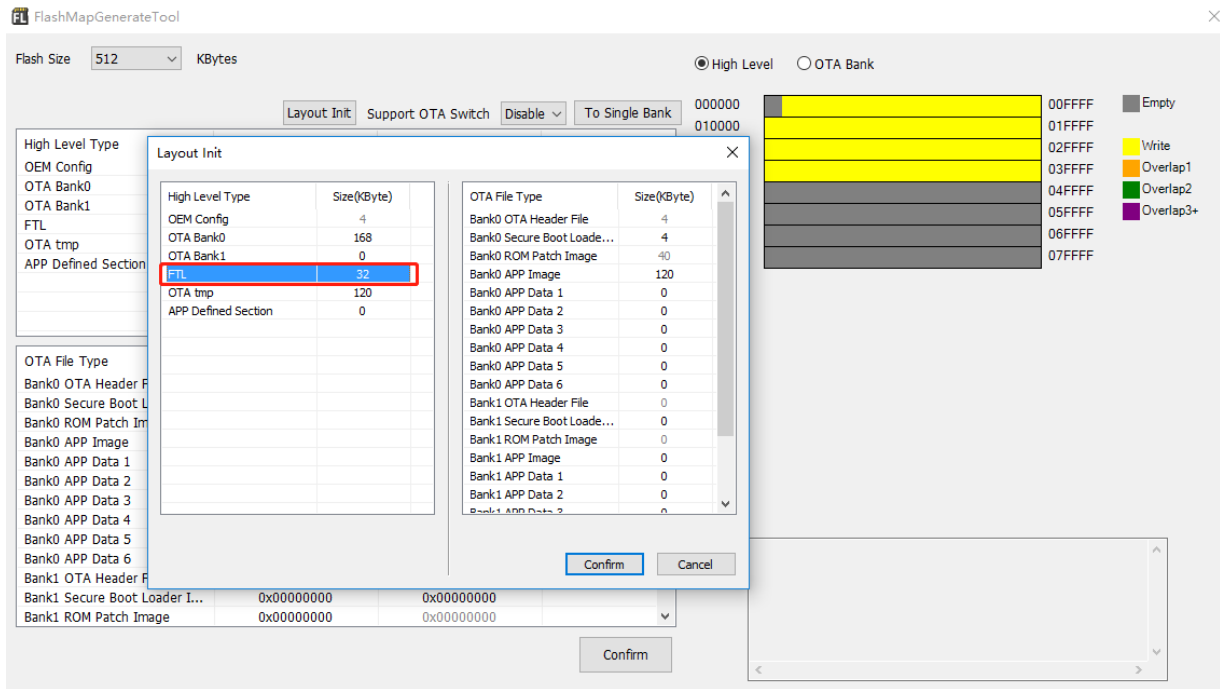 FL FlashMapGenerateTool
Flash Size 512 KBytes
High Level OTA Bank
Layout Init Support OTA Switch Disable To Single Bank
000000 00FFFF Empty
010000 01FFFF
02FFFF Write
03FFFF Overlap1
04FFFF Overlap2
05FFFF Overlap3+
06FFFF
07FFFF
High Level Type
OEM Config
OTA Bank0
OTA Bank1
FTL
OTA tmp
APP Defined Section
Layout Init
High Level Type Size(KByte)
OEM Config 4
OTA Bank0 168
OTA Bank1 0
FTL 32
OTA tmp 120
APP Defined Section 0
OTA File Type Size(KByte)
Bank0 OTA Header File 4
Bank0 Secure Boot Loade... 4
Bank0 ROM Patch Image 40
Bank0 APP Image 120
Bank0 APP Data 1 0
Bank0 APP Data 2 0
Bank0 APP Data 3 0
Bank0 APP Data 4 0
Bank0 APP Data 5 0
Bank0 APP Data 6 0
Bank1 OTA Header File 0
Bank1 Secure Boot Loade... 0
Bank1 ROM Patch Image 0
Bank1 APP Image 0
Bank1 APP Data 1 0
Bank1 APP Data 2 0
Bank1 APP Data 3 0
Confirm Cancel
OTA File Type
Bank0 OTA Header F
Bank0 Secure Boot L
Bank0 ROM Patch Im
Bank0 APP Image
Bank0 APP Data 1
Bank0 APP Data 2
Bank0 APP Data 3
Bank0 APP Data 4
Bank0 APP Data 5
Bank0 APP Data 6
Bank1 OTA Header F
Bank1 Secure Boot Loader I... 0x00000000 0x00000000
Bank1 ROM Patch Image 0x00000000 0x00000000
Confirm